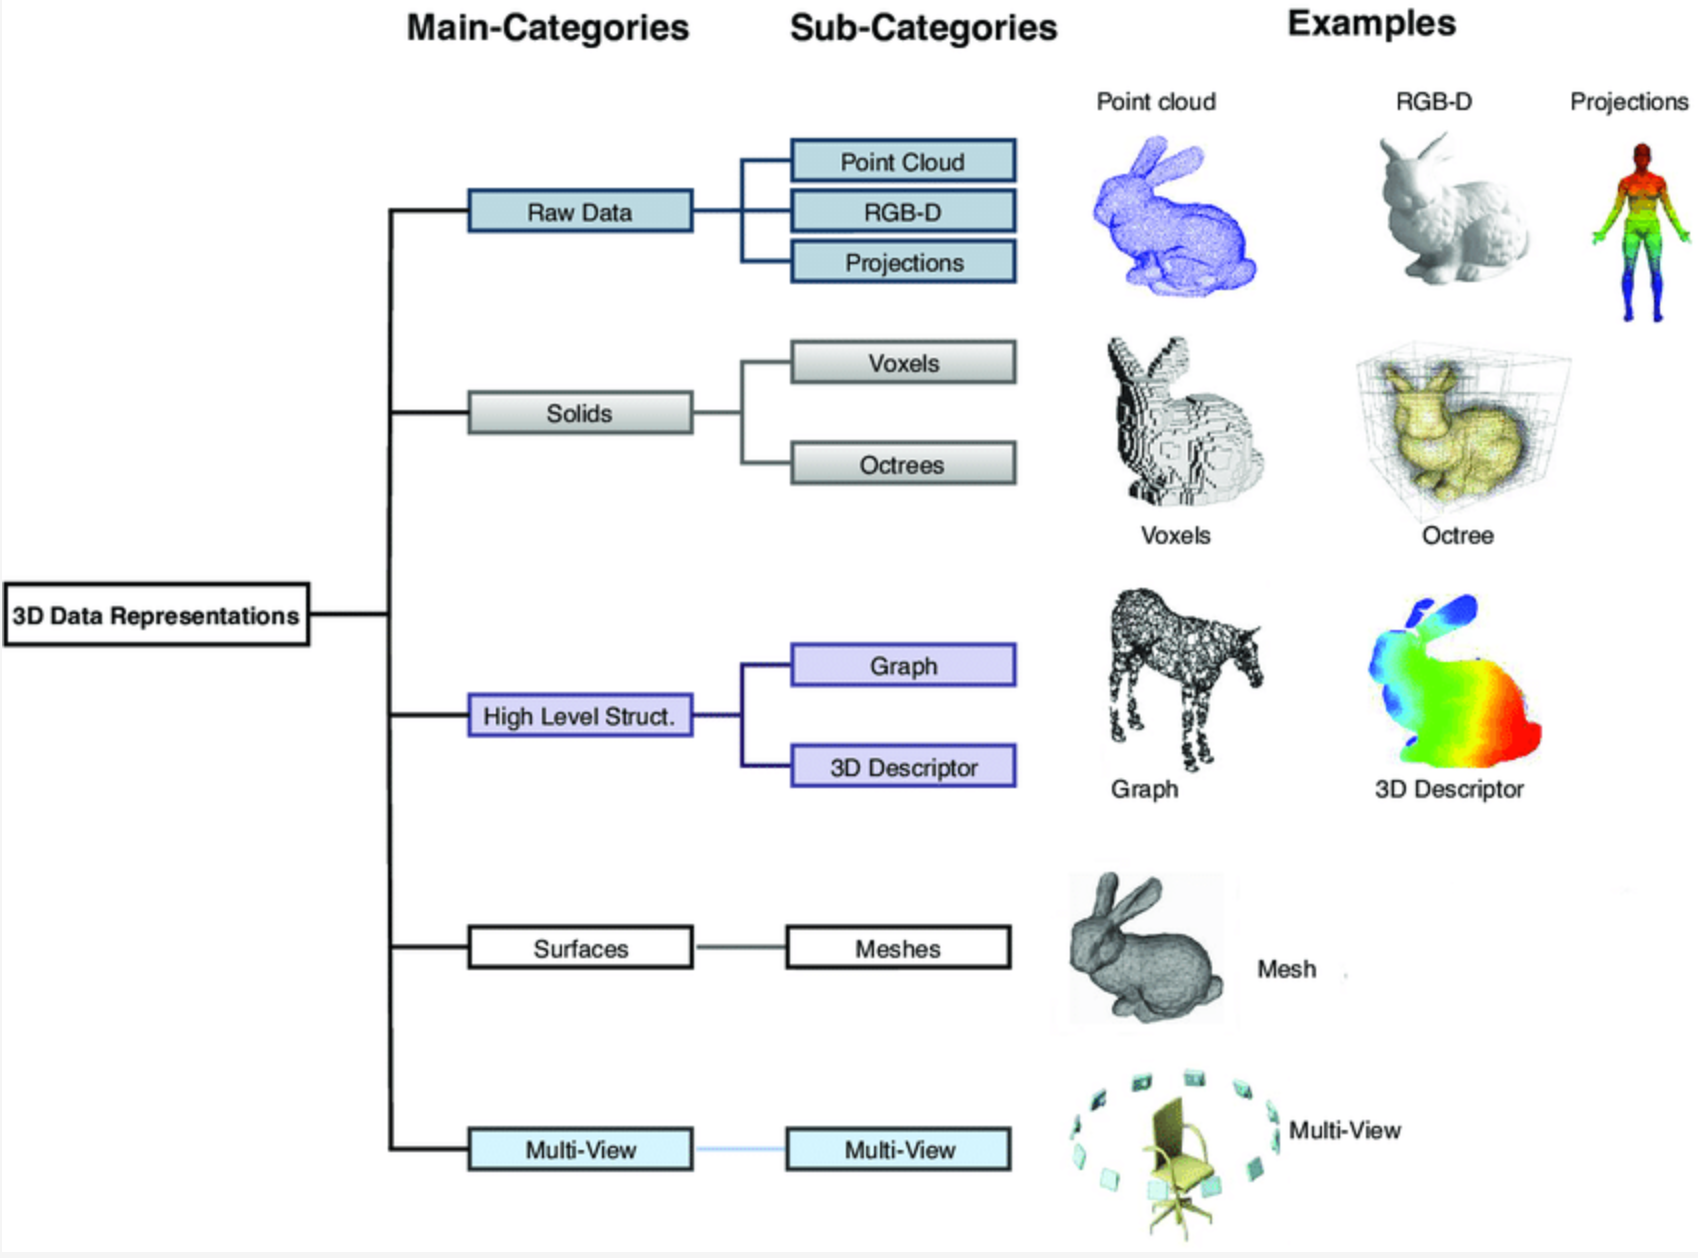 Main-Categories
Sub-Categories
Examples
Point cloud
RGB-D
Projections
Point Cloud
Raw Data
RGB-D
Projections
Voxels
Solids
Octrees
Voxels
Octree
3D Data Representations
Graph
High Level Struct.
3D Descriptor
Graph
3D Descriptor
Surfaces
Meshes
Mesh
Multi-View
Multi-View
Multi-View